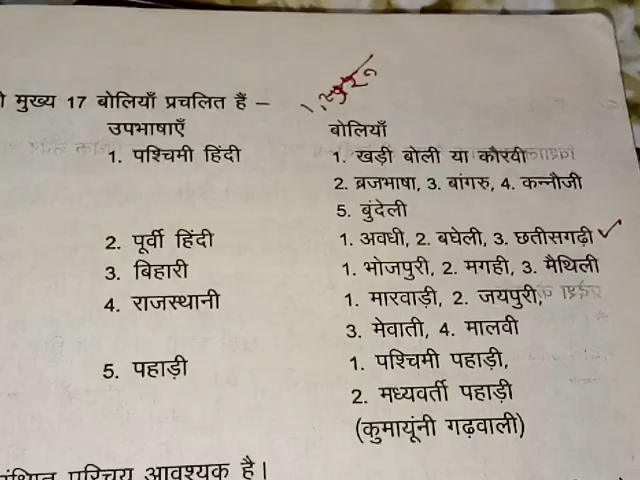 मुख्य 17 बोलियाँ प्रचलित हैं –
उपभाषाएँ बोलियाँ
1. पश्चिमी हिंदी 1. खड़ी बोली या कौरवी
2. ब्रजभाषा, 3. बांगरु, 4. कन्नौजी
5. बुंदेली
2. पूर्वी हिंदी 1. अवधी, 2. बघेली, 3. छतीसगढ़ी
3. बिहारी 1. भोजपुरी, 2. मगही, 3. मैथिली
4. राजस्थानी 1. मारवाड़ी, 2. जयपुरी,
3. मेवाती, 4. मालवी
5. पहाड़ी 1. पश्चिमी पहाड़ी,
2. मध्यवर्ती पहाड़ी
(कुमायूंनी गढ़वाली)
परिचय आवश्यक है।